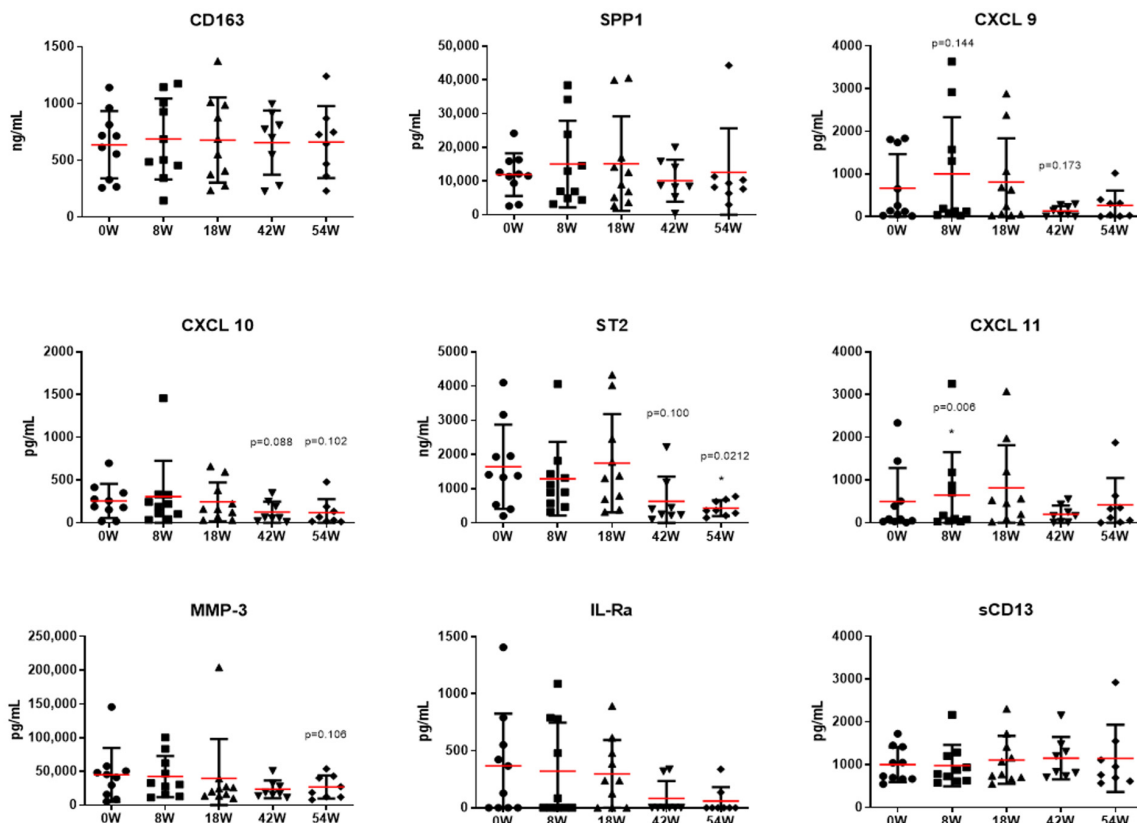 CD163
1500
1000
500
0
ng/mL
0W 8W 18W 42W 54W
SPP1
50,000
40,000
30,000
20,000
10,000
0
pg/mL
0W 8W 18W 42W 54W
CXCL 9
4000
3000
2000
1000
0
pg/mL
p=0.144
p=0.173
0W 8W 18W 42W 54W
CXCL 10
2000
1500
1000
500
0
pg/mL
p=0.088 p=0.102
0W 8W 18W 42W 54W
ST2
5000
4000
3000
2000
1000
0
ng/mL
p=0.100
p=0.0212
*
0W 8W 18W 42W 54W
CXCL 11
4000
3000
2000
1000
0
pg/mL
p=0.006
*
0W 8W 18W 42W 54W
MMP-3
250,000
200,000
150,000
100,000
50,000
0
pg/mL
p=0.106
0W 8W 18W 42W 54W
IL-Ra
1500
1000
500
0
pg/mL
0W 8W 18W 42W 54W
sCD13
4000
3000
2000
1000
0
pg/mL
0W 8W 18W 42W 54W